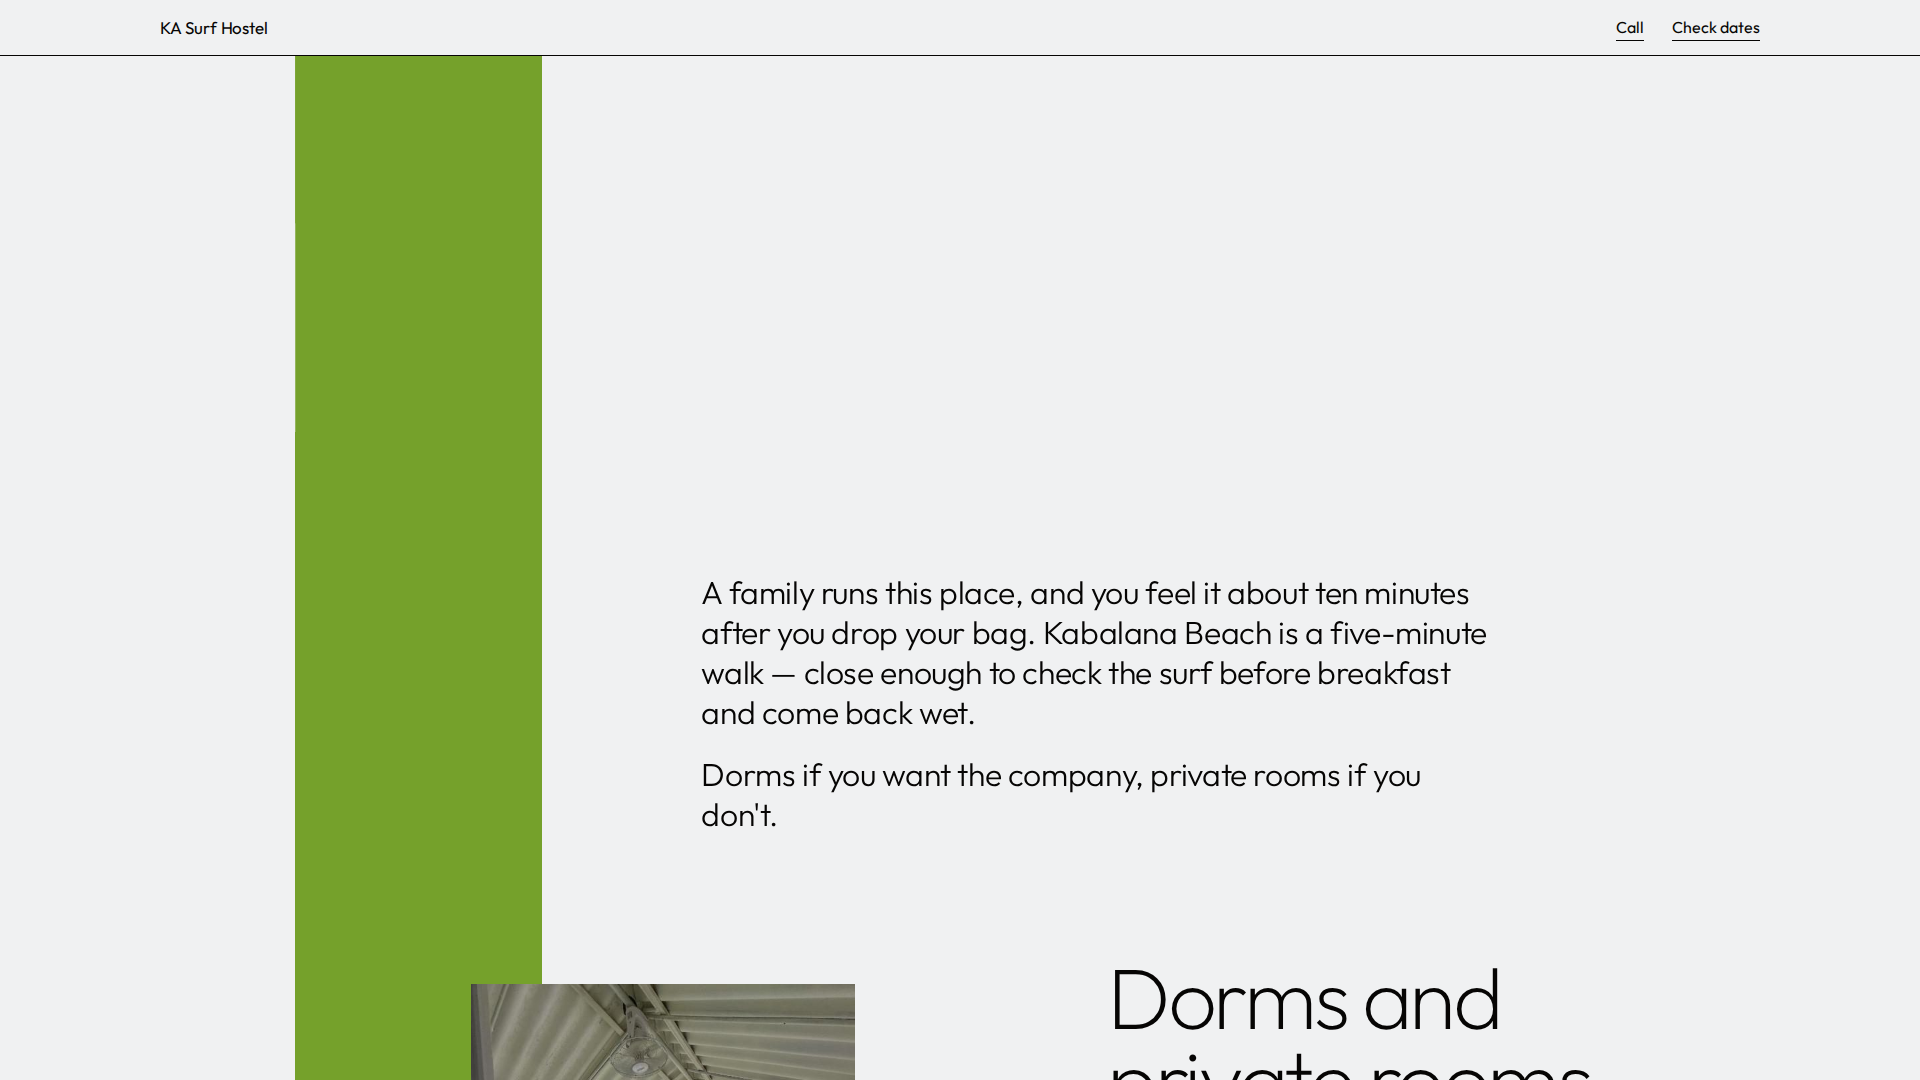 KA Surf Hostel
Call
Check dates
A family runs this place, and you feel it about ten minutes
after you drop your bag. Kabalana Beach is a five-minute
walk — close enough to check the surf before breakfast
and come back wet.
Dorms if you want the company, private rooms if you
don't.
Dorms and
private rooms